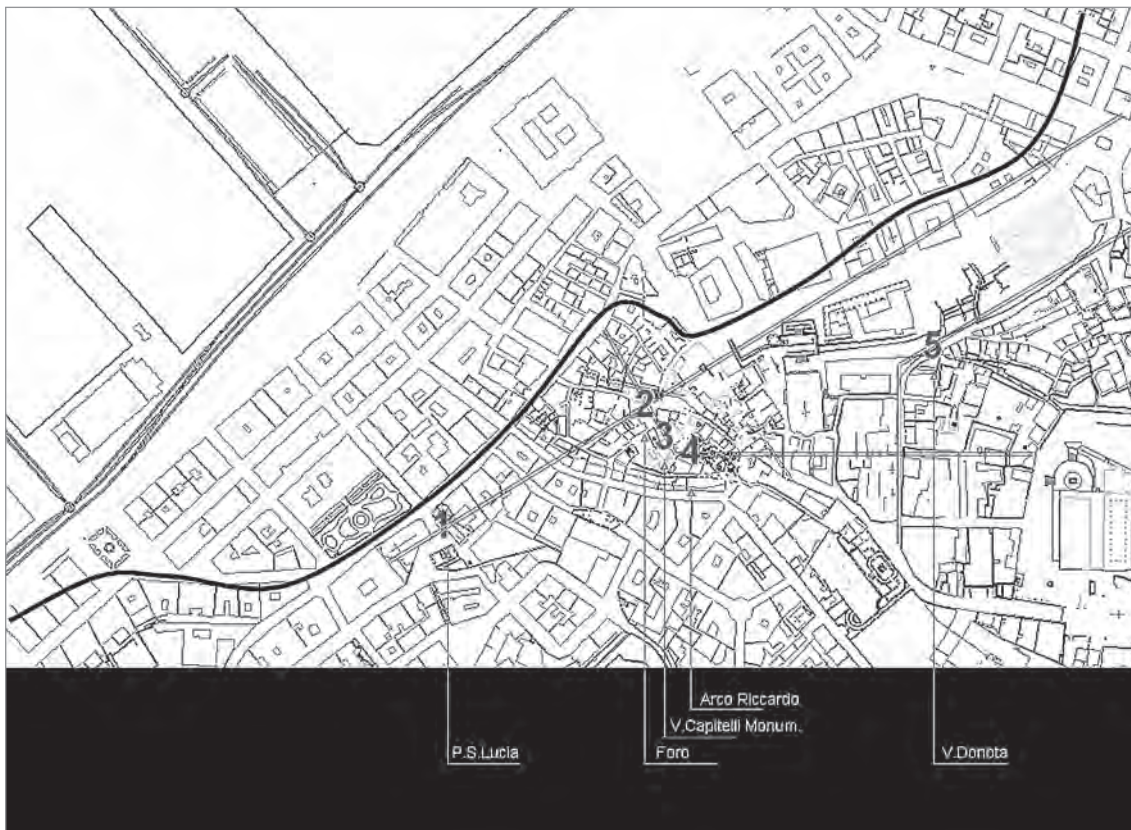 1
2
3
4
5
Arco Riccardo
V.Capitelli Monum.
P.S.Lucia
Foro
V.Donota